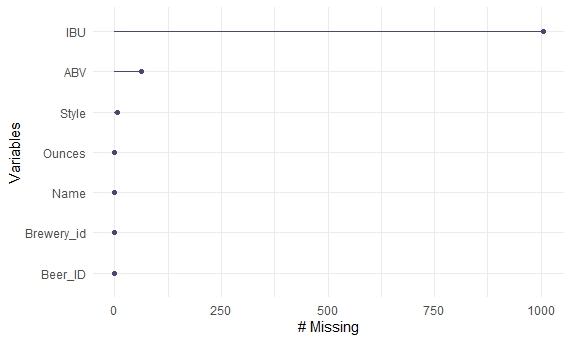 IBU
ABV
Style
Ounces
Name
Brewery_id
Beer_ID
Variables
0 250 500 750 1000
# Missing